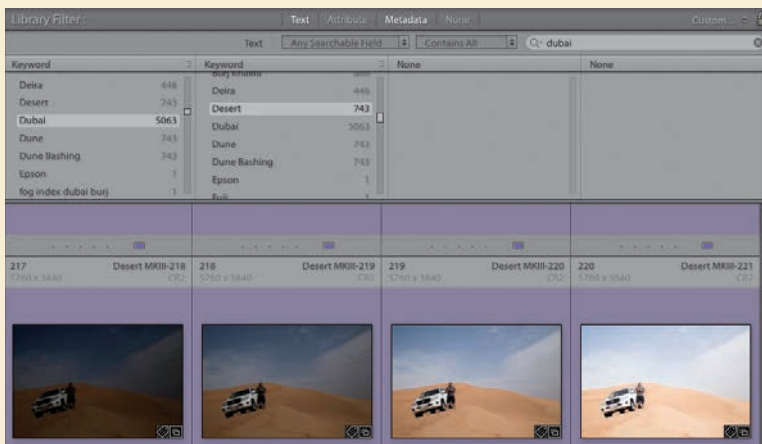 Library Filter: Text Attribute Metadata None Custom...
Text Any Searchable Field Contains All dubai
Keyword Keyword None None
Deira 446
Desert 743
Dubai 5063
Dune 743
Dune Bashing 743
Epson 1
fog index dubai burj 1
Burj Khalifa
Deira 446
Desert 743
Dubai 5063
Dune 743
Dune Bashing 743
Epson 1
Fuji 1
217 Desert MKIII-218
5760 x 3840 CR2
218 Desert MKIII-219
5760 x 3840 CR2
219 Desert MKIII-220
5760 x 3840 CR2
220 Desert MKIII-221
5760 x 3840 CR2